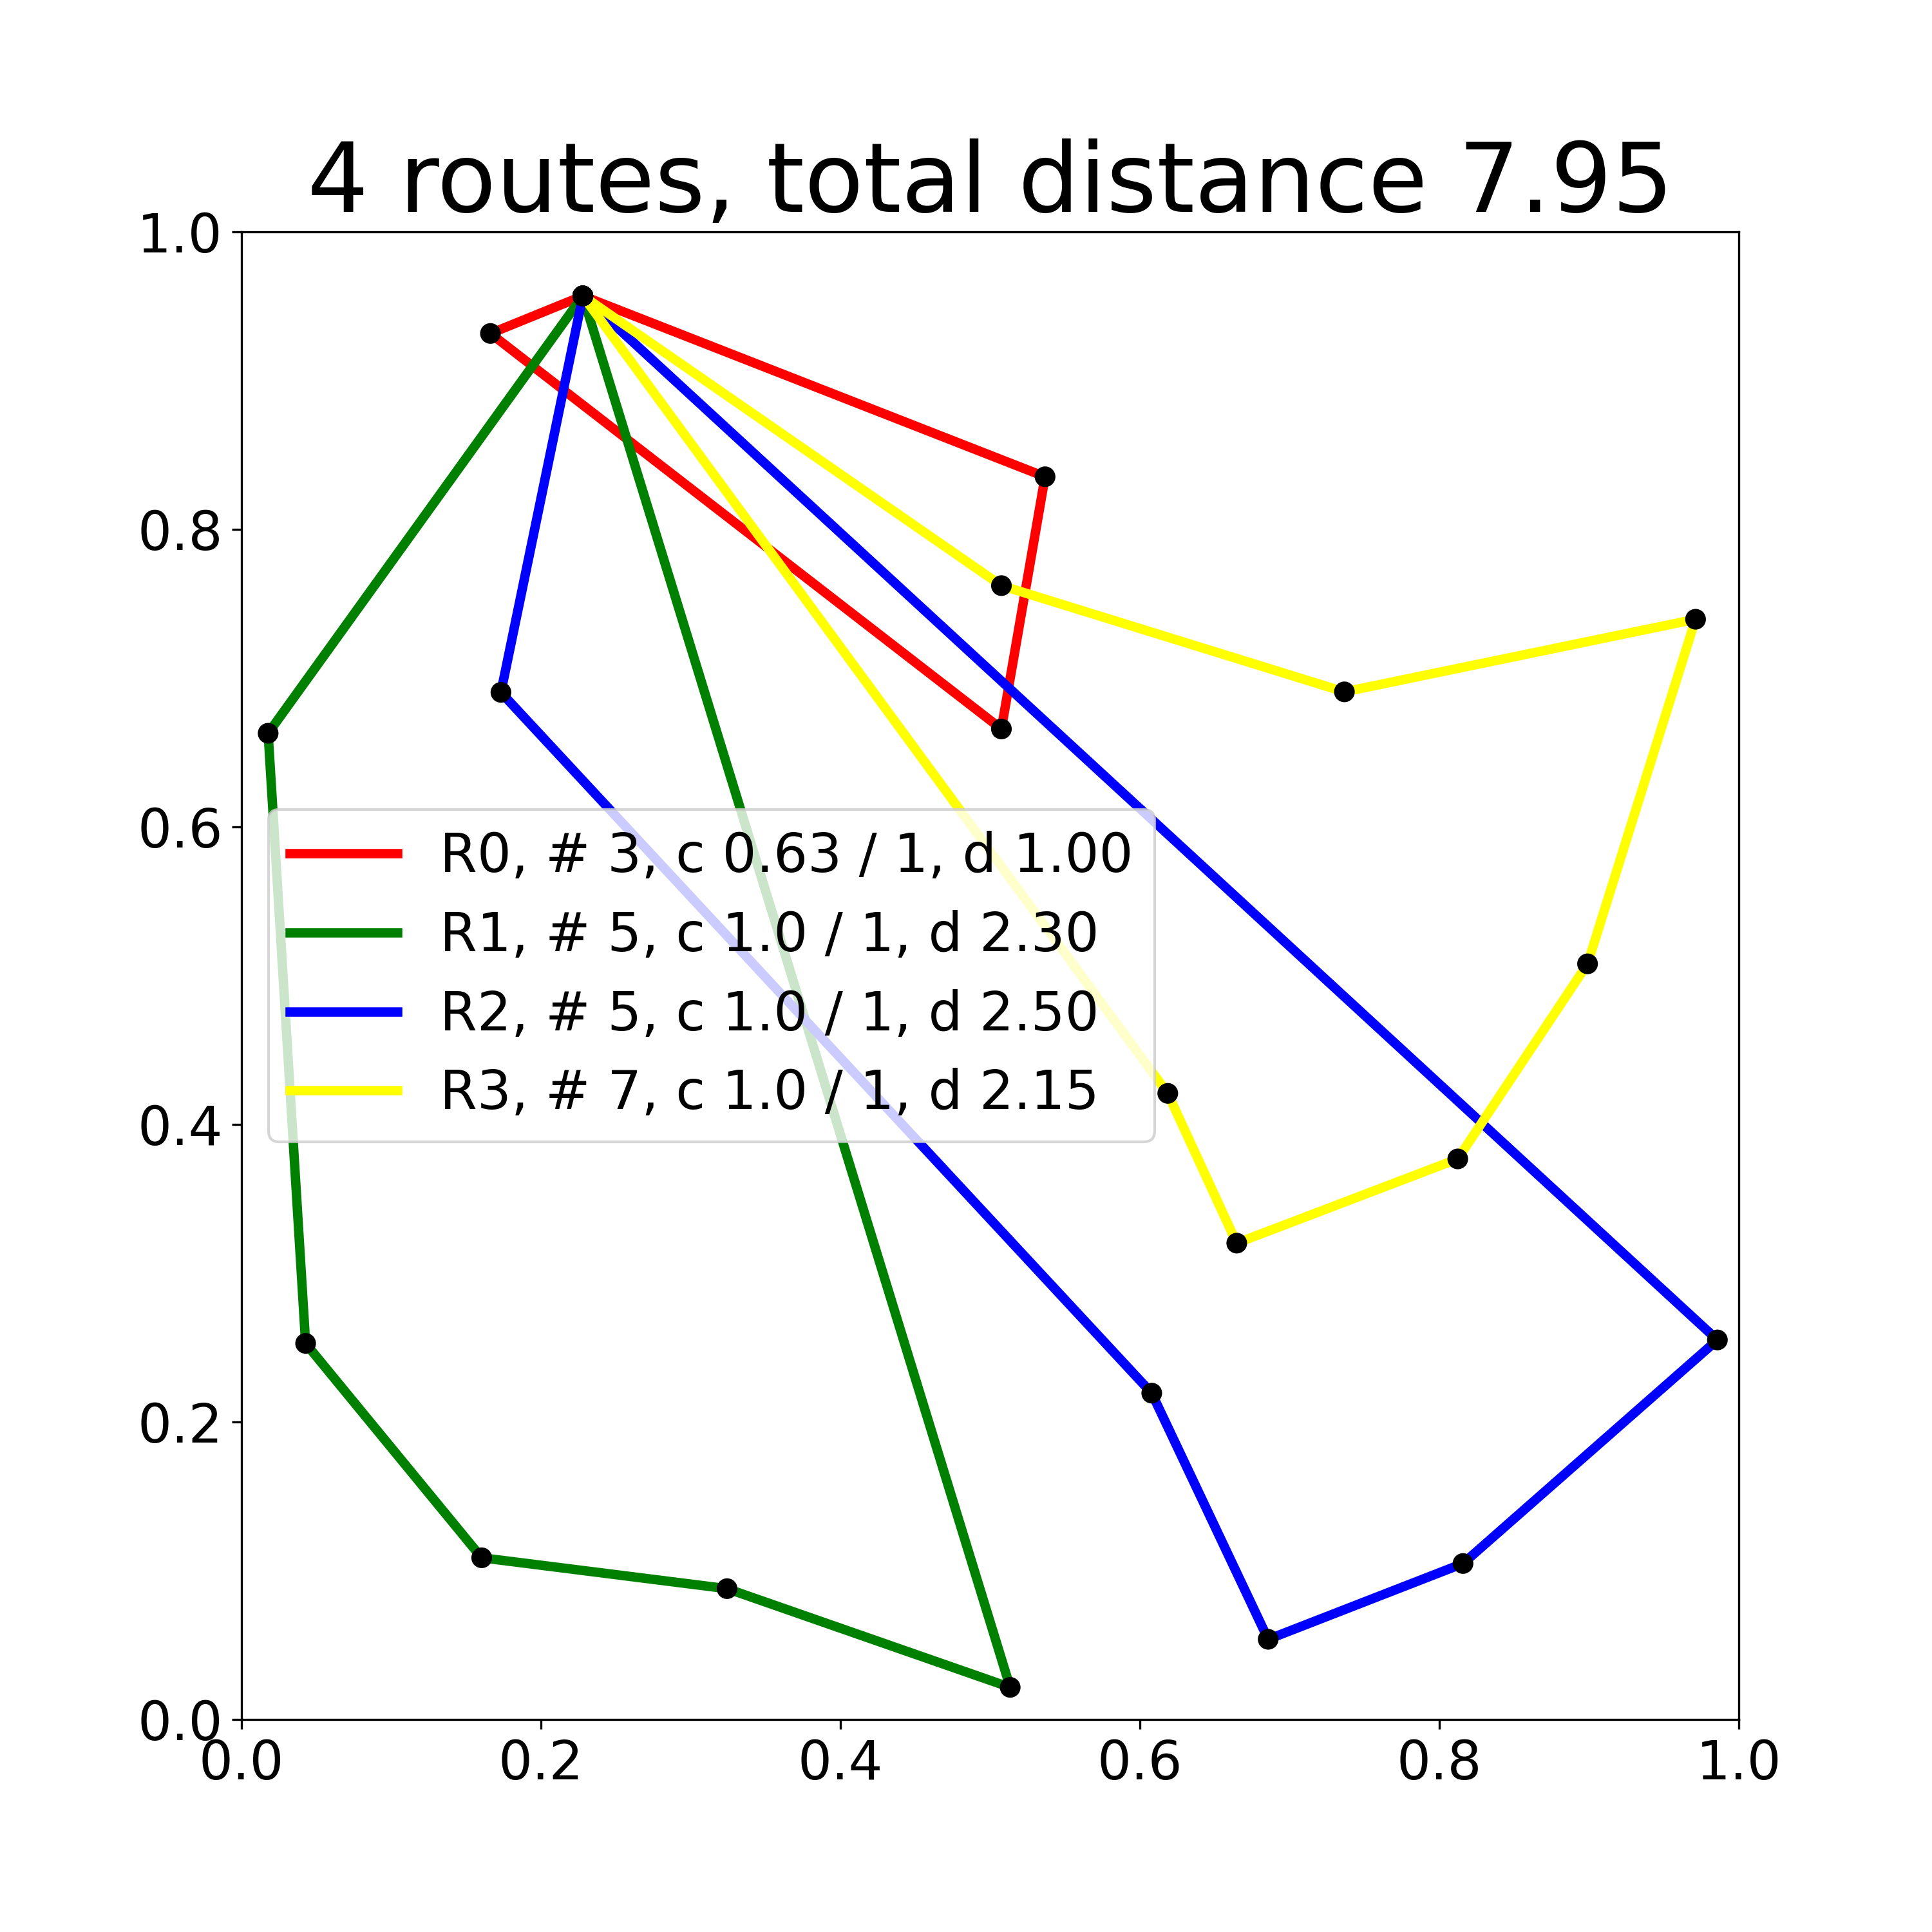 4 routes, total distance 7.95
1.0
0.8
0.6
R0, # 3, c 0.63 / 1, d 1.00
R1, # 5, c 1.0 / 1, d 2.30
R2, # 5, c 1.0 / 1, d 2.50
R3, # 7, c 1.0 / 1, d 2.15
0.4
0.2
0.0
0.0 0.2 0.4 0.6 0.8 1.0